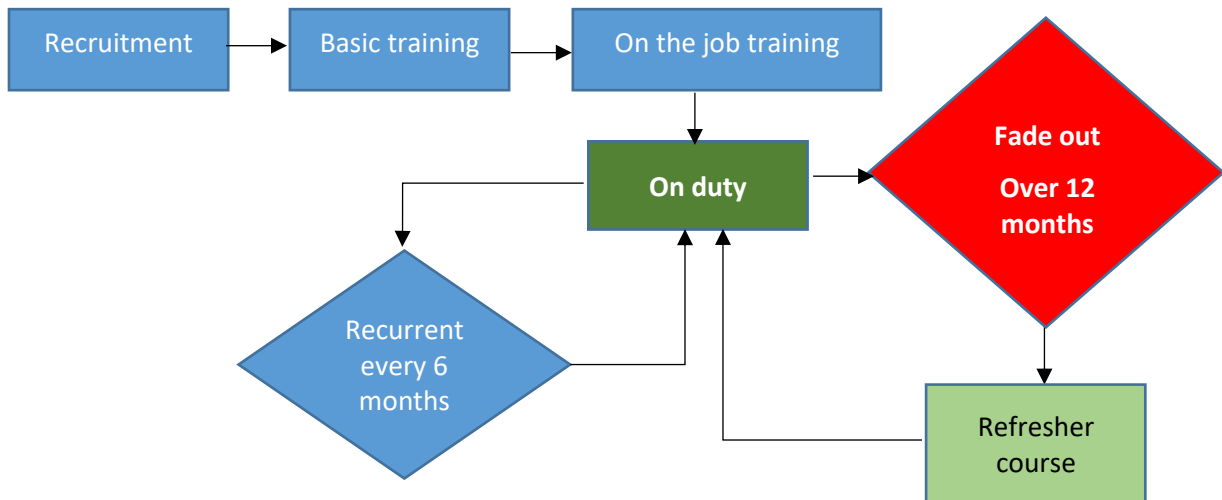 Recruitment
Basic training
On the job training
Fade out
Over 12
months
On duty
Recurrent
every 6
months
Refresher
course